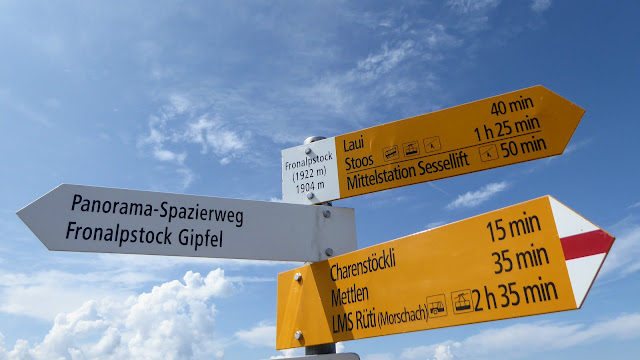 Fronalpstock
(1922 m)
1904 m
Laui 40 min
Stoos 1 h 25 min
Mittelstation Sessellift 50 min
Panorama-Spazierweg
Fronalpstock Gipfel
Charenstöckli 15 min
Mettlen 35 min
LMS Rüti (Morschach) 2 h 35 min